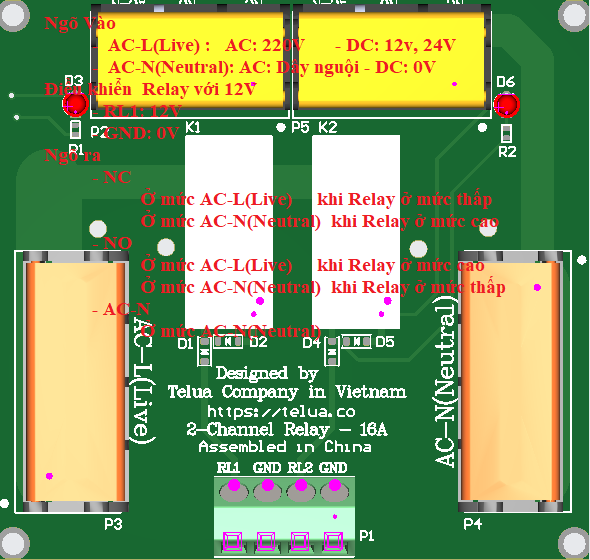 Ngõ Vào
AC-L(Live) : AC: 220V - DC: 12v, 24V
AC-N(Neutral): AC: Dây nguội - DC: 0V
D3
D6
Điều khiển Relay với 12V
- RL1: 12V
P2
K1
P5
K2
- GND: 0V
R1
R2
Ngõ ra
- NC
Ở mức AC-L(Live) khi Relay ở mức thấp
Ở mức AC-N(Neutral) khi Relay ở mức cao
- NO
Ở mức AC-L(Live) khi Relay ở mức cao
Ở mức AC-N(Neutral) khi Relay ở mức thấp
- AC-N
Ở mức AC-N(Neutral)
AC-L(Live)
AC-N(Neutral)
D1
D2
D4
D5
Designed by
Telua Company in Vietnam
https://telua.co
2-Channel Relay - 16A
Assembled in China
RL1 GND RL2 GND
P3
P1
P4